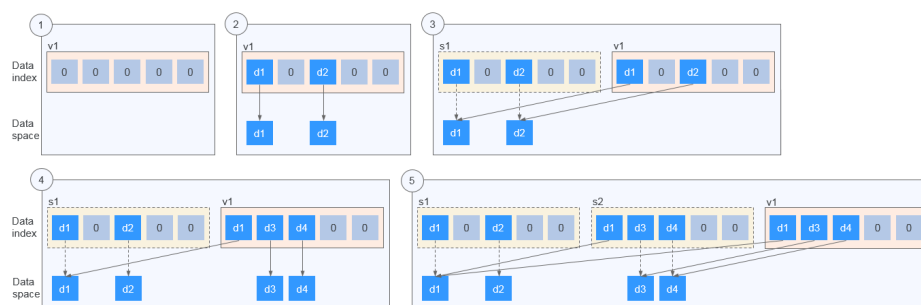 1
v1
Data index
0 0 0 0 0
Data space
2
v1
d1 0 d2 0 0
d1 d2
3
s1 v1
d1 0 d2 0 0 d1 0 d2 0 0
d1 d2
4
s1 v1
Data index
d1 0 d2 0 0 d1 d3 d4 0 0
Data space
d1 d2 d3 d4
5
s1 s2 v1
d1 0 d2 0 0 d1 d3 d4 0 0 d1 d3 d4 0 0
d1 d2 d3 d4